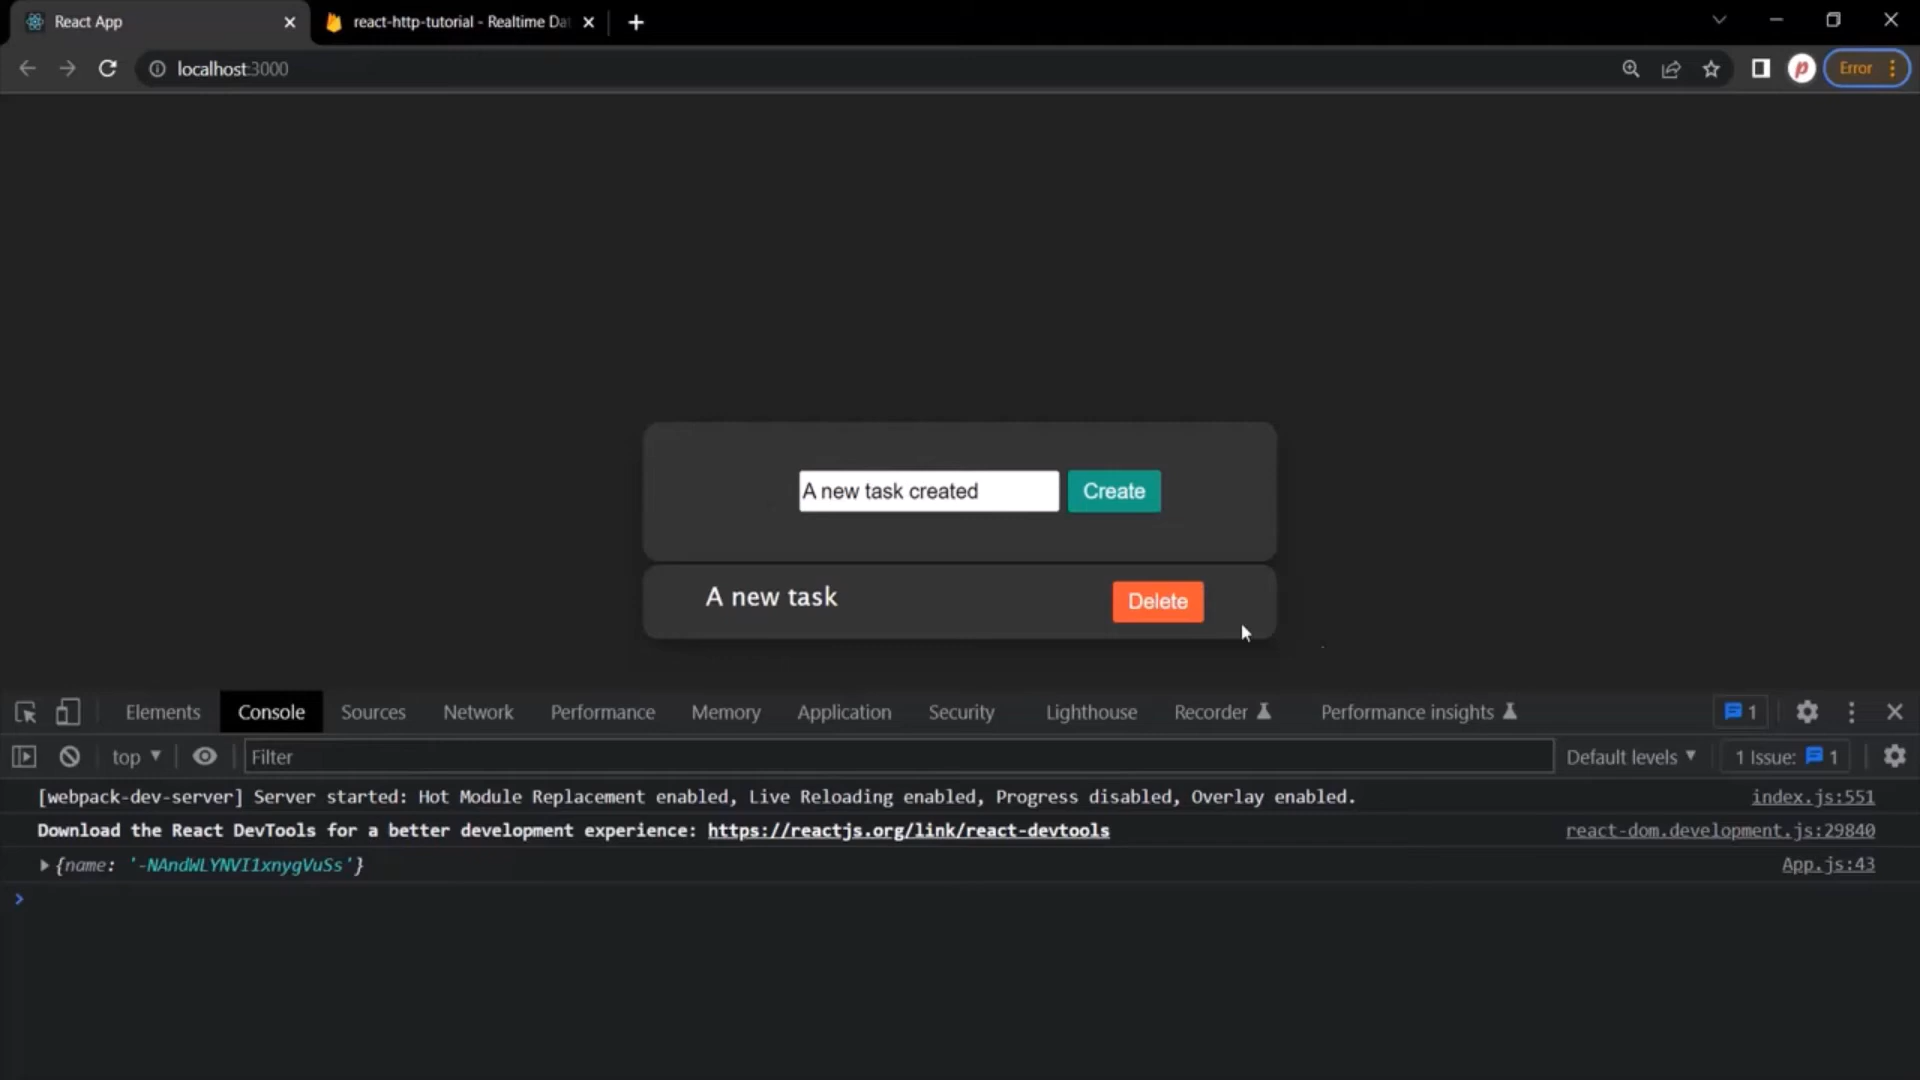 React App
react-http-tutorial - Realtime Da
localhost:3000
Error
A new task created
Create
A new task
Delete
Elements Console Sources Network Performance Memory Application Security Lighthouse Recorder Performance insights 1
top Filter Default levels 1 Issue: 1
[webpack-dev-server] Server started: Hot Module Replacement enabled, Live Reloading enabled, Progress disabled, Overlay enabled. index.js:551
Download the React DevTools for a better development experience: https://reactjs.org/link/react-devtools react-dom.development.js:29840
{name: '-NAndWLYNVI1xnygVuSs'} App.js:43